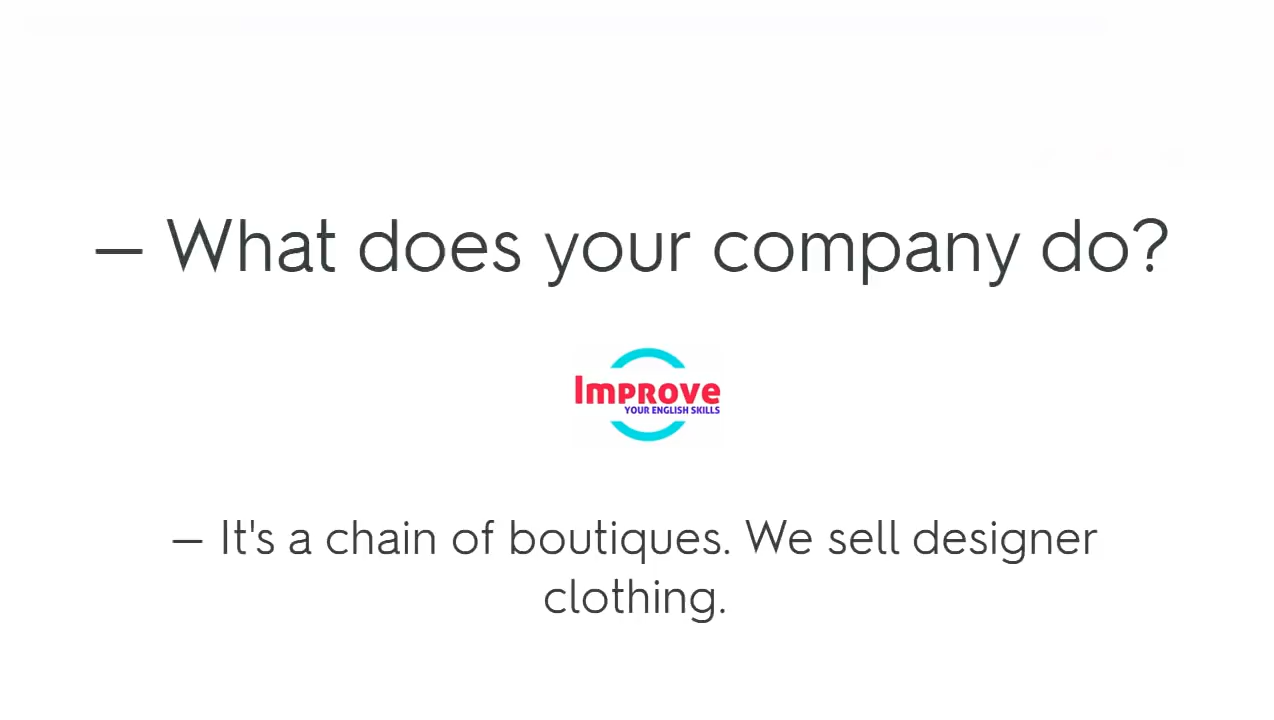 – What does your company do?
Improve
YOUR ENGLISH SKILLS
– It's a chain of boutiques. We sell designer
clothing.